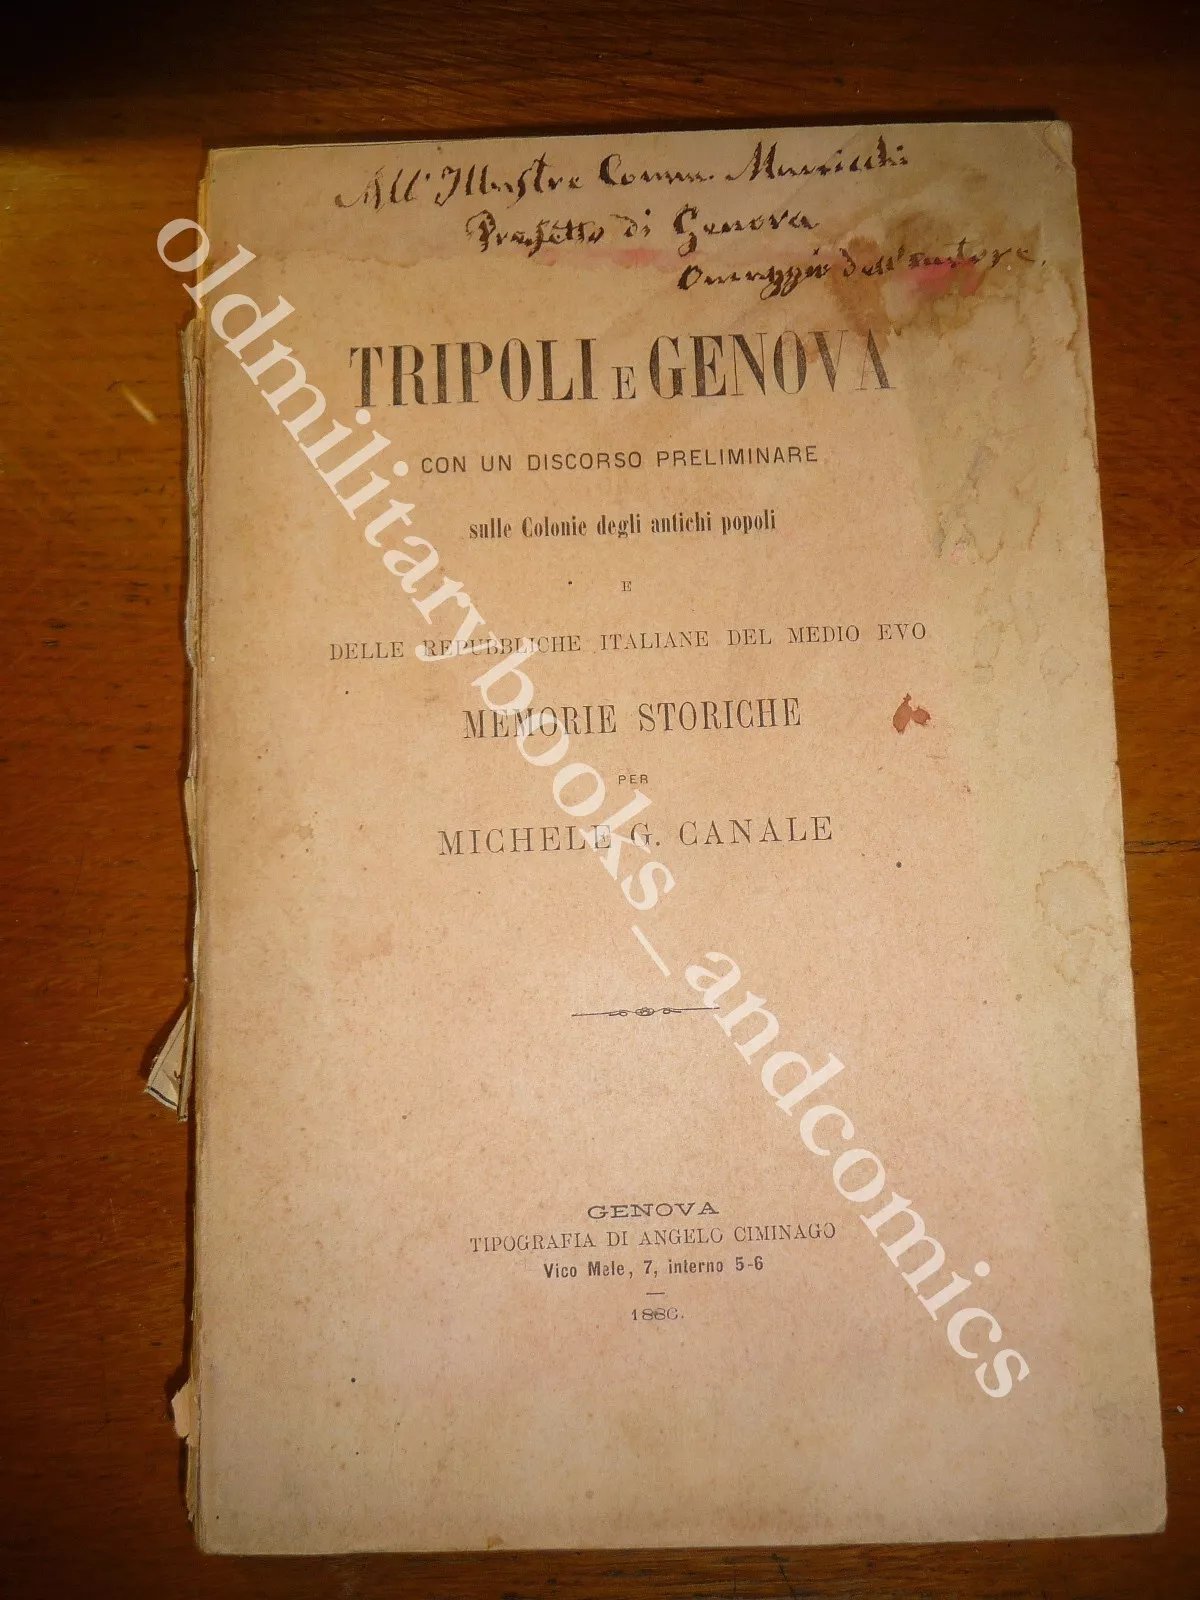 All' Illustre Comm.
Prefetto di Genova
Omaggio dell'autore.
TRIPOLI E GENOVA
CON UN DISCORSO PRELIMINARE
sulle Colonie degli antichi popoli
E
DELLE REPUBBLICHE ITALIANE DEL MEDIO EVO
MEMORIE STORICHE
PER
MICHELE G. CANALE
GENOVA
TIPOGRAFIA DI ANGELO CIMINAGO
Vico Mele, 7, interno 5-6
1886.
oldmilitarybooks_andcomics